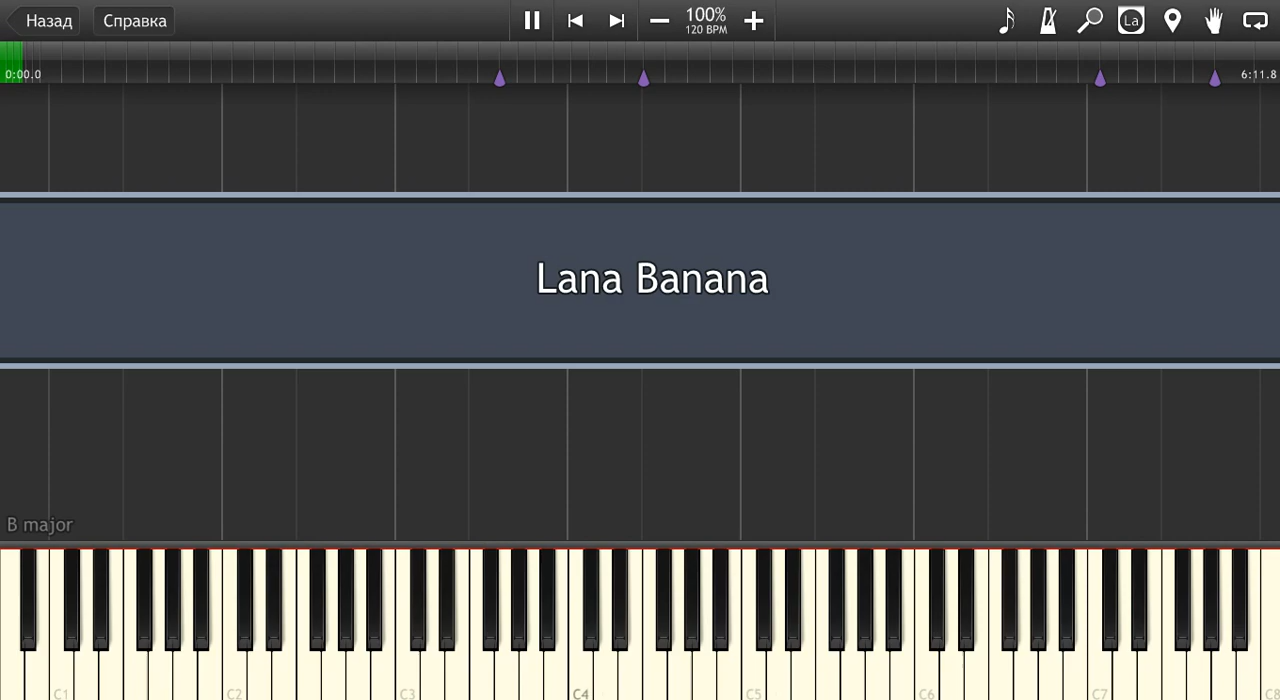 Назад
Справка
100%
120 BPM
La
0:00.0
6:11.8
Lana Banana
B major
C1
C2
C3
C4
C5
C6
C7
C8